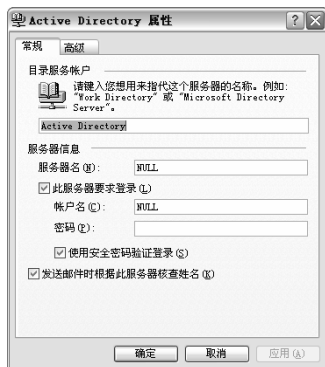 Active Directory 属性
常规
高级
目录服务帐户
请键入您想用来指代这个服务器的名称。例如:
"Work Directory" 或 "Microsoft Directory
Server"。
Active Directory
服务器信息
服务器名(N): NULL
此服务器要求登录(L)
帐户名(C): NULL
密码(P):
使用安全密码验证登录(S)
发送邮件时根据此服务器核查姓名(K)
确定
取消
应用(A)